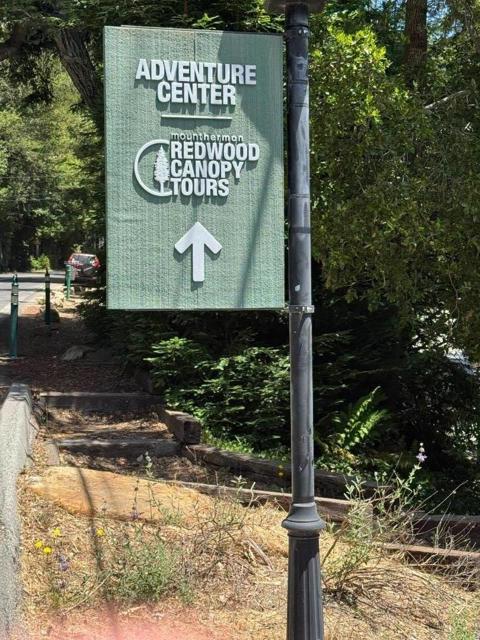 ADVENTURE
CENTER
mounthermon
REDWOOD
CANOPY
TOURS